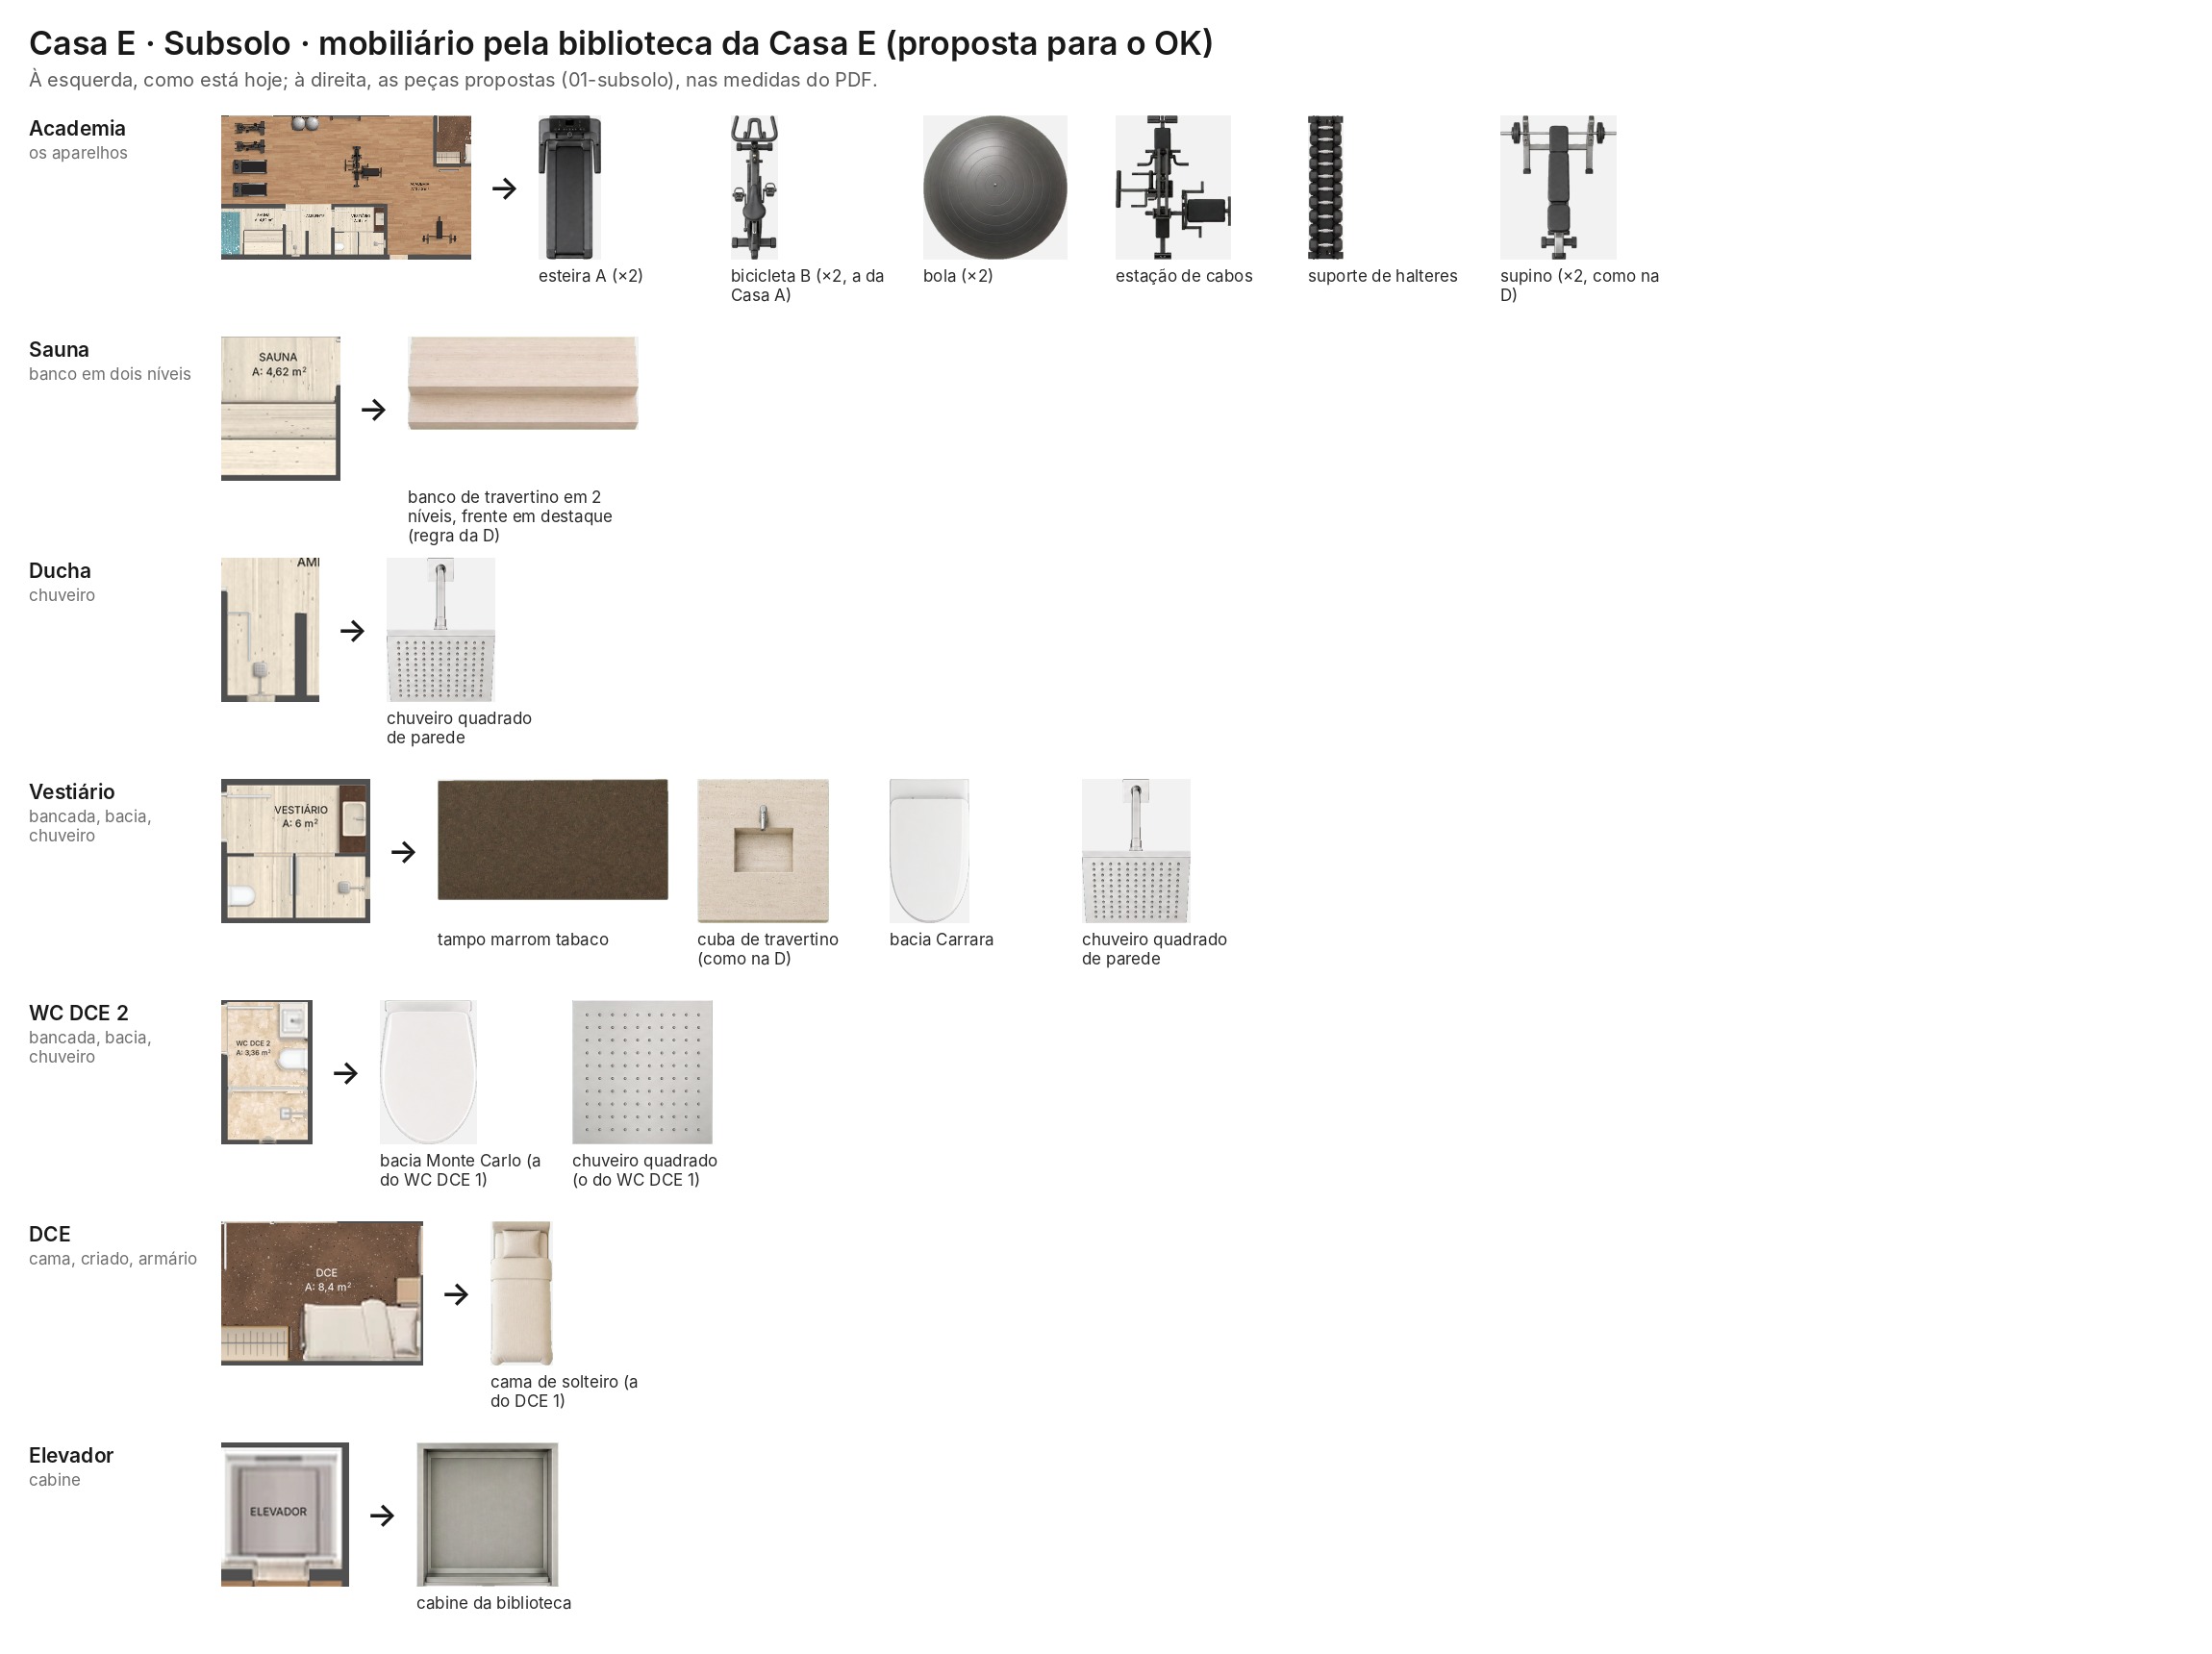 Casa E · Subsolo · mobiliário pela biblioteca da Casa E (proposta para o OK)
À esquerda, como está hoje; à direita, as peças propostas (01-subsolo), nas medidas do PDF.
Academia
os aparelhos
→
esteira A (×2)
bicicleta B (×2, a da
Casa A)
bola (×2)
estação de cabos
suporte de halteres
supino (×2, como na
D)
Sauna
banco em dois níveis
SAUNA
A: 4,62 m²
→
banco de travertino em 2
níveis, frente em destaque
(regra da D)
Ducha
chuveiro
→
chuveiro quadrado
de parede
Vestiário
bancada, bacia,
chuveiro
VESTIÁRIO
A: 6 m²
→
tampo marrom tabaco
cuba de travertino
(como na D)
bacia Carrara
chuveiro quadrado
de parede
WC DCE 2
bancada, bacia,
chuveiro
WC DCE 2
A: 3,36 m²
→
bacia Monte Carlo (a
do WC DCE 1)
chuveiro quadrado
(o do WC DCE 1)
DCE
cama, criado, armário
DCE
A: 8,4 m²
→
cama de solteiro (a
do DCE 1)
Elevador
cabine
ELEVADOR
→
cabine da biblioteca